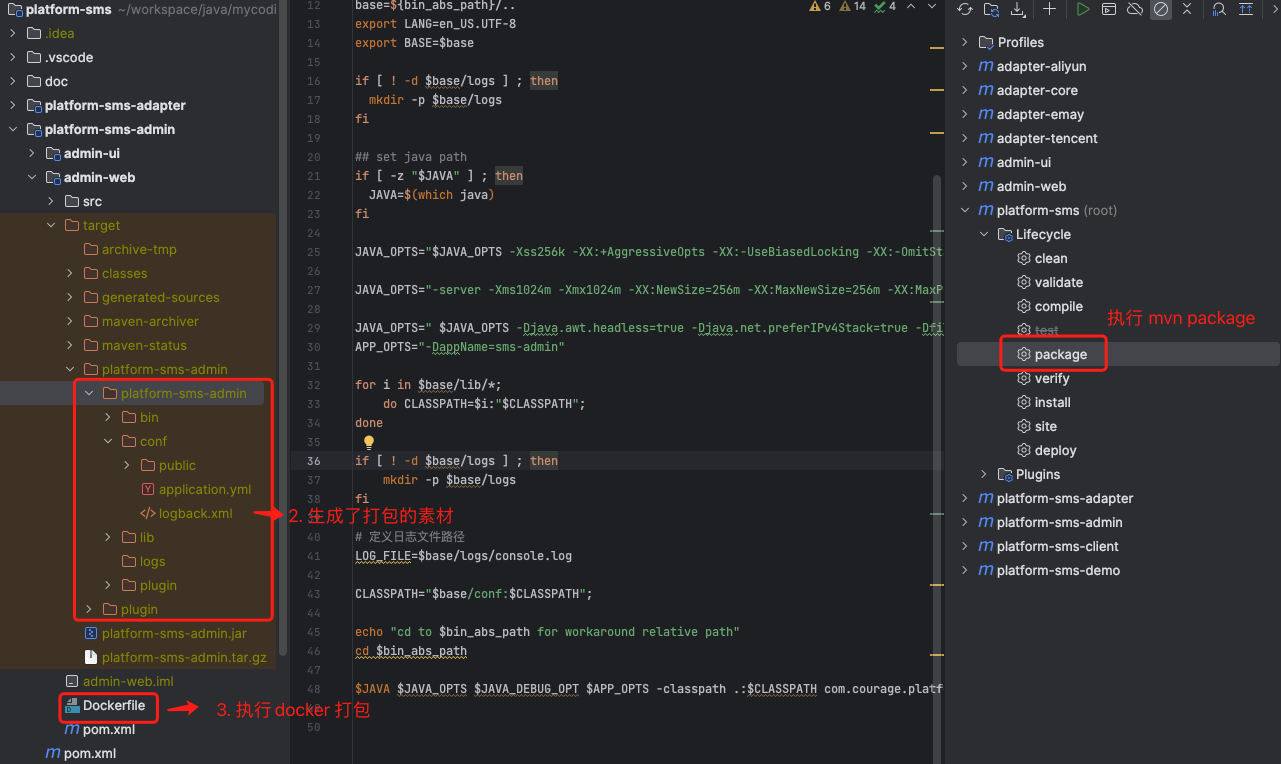 platform-sms ~/workspace/java/mycodi
.idea
.vscode
doc
platform-sms-adapter
platform-sms-admin
admin-ui
admin-web
src
target
archive-tmp
classes
generated-sources
maven-archiver
maven-status
platform-sms-admin
platform-sms-admin
bin
conf
public
application.yml
logback.xml
lib
logs
plugin
plugin
platform-sms-admin.jar
platform-sms-admin.tar.gz
admin-web.iml
Dockerfile
pom.xml
pom.xml
2. 生成了打包的素材
3. 执行 docker 打包
6 14 4
12 base=${bin_abs_path}/..
13 export LANG=en_US.UTF-8
14 export BASE=$base
15
16 if [ ! -d $base/logs ] ; then
17 mkdir -p $base/logs
18 fi
19
20 ## set java path
21 if [ -z "$JAVA" ] ; then
22 JAVA=$(which java)
23 fi
24
25 JAVA_OPTS="$JAVA_OPTS -Xss256k -XX:+AggressiveOpts -XX:-UseBiasedLocking -XX:-OmitSt
26
27 JAVA_OPTS="-server -Xms1024m -Xmx1024m -XX:NewSize=256m -XX:MaxNewSize=256m -XX:MaxP
28
29 JAVA_OPTS=" $JAVA_OPTS -Djava.awt.headless=true -Djava.net.preferIPv4Stack=true -Dfi
30 APP_OPTS="-DappName=sms-admin"
31
32 for i in $base/lib/*;
33 do CLASSPATH=$i:"$CLASSPATH";
34 done
35
36 if [ ! -d $base/logs ] ; then
37 mkdir -p $base/logs
38 fi
40 # 定义日志文件路径
41 LOG_FILE=$base/logs/console.log
42
43 CLASSPATH="$base/conf:$CLASSPATH";
44
45 echo "cd to $bin_abs_path for workaround relative path"
46 cd $bin_abs_path
47
48 $JAVA $JAVA_OPTS $JAVA_DEBUG_OPT $APP_OPTS -classpath .:$CLASSPATH com.courage.platf
50
Profiles
adapter-aliyun
adapter-core
adapter-emay
adapter-tencent
admin-ui
admin-web
platform-sms (root)
Lifecycle
clean
validate
compile
test
package
verify
install
site
deploy
Plugins
platform-sms-adapter
platform-sms-admin
platform-sms-client
platform-sms-demo
执行 mvn package